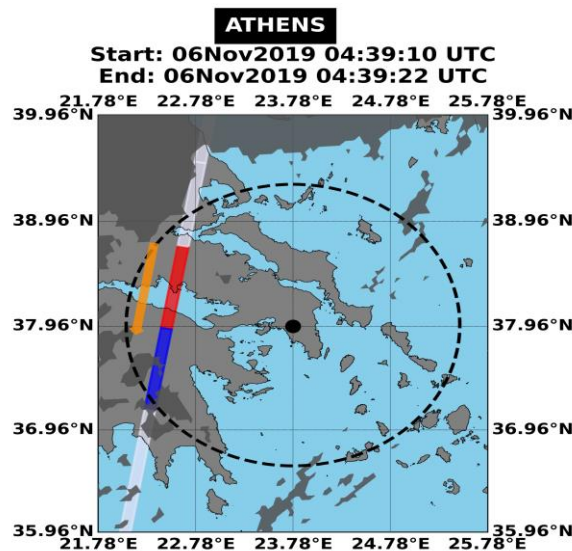 ATHENS
Start: 06Nov2019 04:39:10 UTC
End: 06Nov2019 04:39:22 UTC
21.78°E 22.78°E 23.78°E 24.78°E 25.78°E
39.96°N 39.96°N
38.96°N 38.96°N
37.96°N 37.96°N
36.96°N 36.96°N
35.96°N 35.96°N
21.78°E 22.78°E 23.78°E 24.78°E 25.78°E